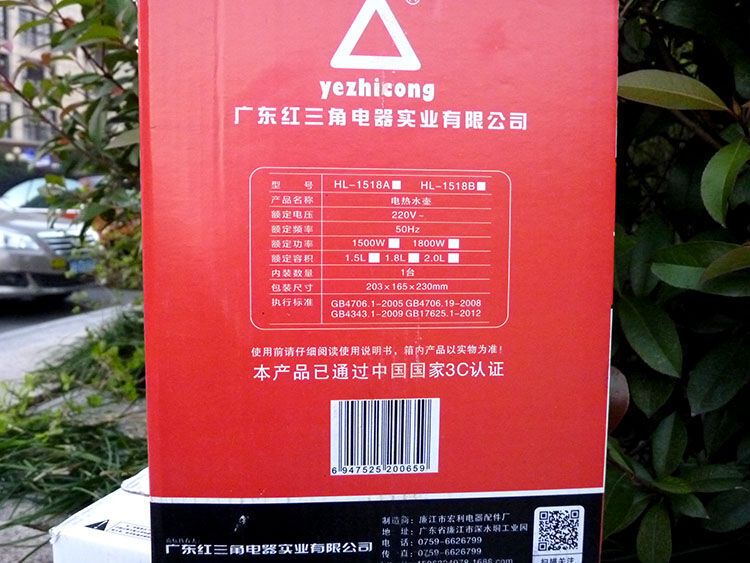 yezhicong
广东红三角电器实业有限公司
型 号 HL-1518A HL-1518B
产品名称 电热水壶
额定电压 220V~
额定频率 50Hz
额定功率 1500W 1800W
额定容积 1.5L 1.8L 2.0L
内装数量 1台
包装尺寸 203×165×230mm
执行标准 GB4706.1-2005 GB4706.19-2008
GB4343.1-2009 GB17625.1-2012
使用前请仔细阅读使用说明书，箱内产品以实物为准！
本产品已通过中国国家3C认证
6 947525 200659
广东红三角电器实业有限公司
制造商：廉江市宏利电器配件厂
地 址：广东省廉江市深水垌工业园
电 话：0759-6626799
传 真：0759-6626799
扫描关注